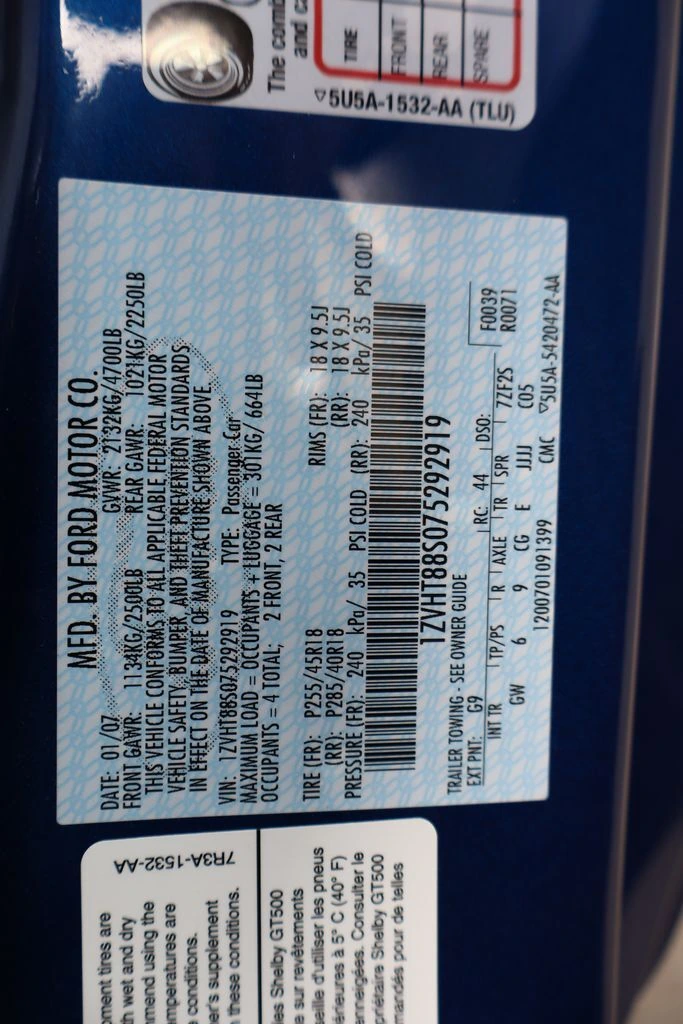 MFD. BY FORD MOTOR CO.
DATE: 01/07 GVWR: 2132KG/4700LB
FRONT GAWR: 1134KG/2500LB REAR GAWR: 1021KG/2250LB
THIS VEHICLE CONFORMS TO ALL APPLICABLE FEDERAL MOTOR
VEHICLE SAFETY, BUMPER, AND THEFT PREVENTION STANDARDS
IN EFFECT ON THE DATE OF MANUFACTURE SHOWN ABOVE.
VIN: 1ZVHT88S075292919 TYPE: Passenger Car
MAXIMUM LOAD = OCCUPANTS + LUGGAGE = 301KG/ 664LB
OCCUPANTS = 4 TOTAL; 2 FRONT, 2 REAR
TIRE (FR): P255/45R18 RIMS (FR): 18 X 9.5J
(RR): P285/40R18 (RR): 18 X 9.5J
PRESSURE (FR): 240 kPa/ 35 PSI COLD (RR): 240 kPa/ 35 PSI COLD
1ZVHT88S075292919
TRAILER TOWING - SEE OWNER GUIDE
EXT PNT: G9 RC: 44 DSO: F0039
R0071
INT TR TP/PS R AXLE TR SPR 7ZF2S
GW 6 9 CG E JJJJ C05
1200701091399 CMC ▽5U5A-5420472-AA
The comb
and ca
TIRE
FRONT
REAR
SPARE
▽5U5A-1532-AA (TLU)
7R3A-1532-AA
oment tires are
th wet and dry
mmend using the
mperatures are
conditions.
ner's supplement
these conditions.
les Shelby GT500
e sur revêtements
seille d'utiliser les pneus
érieures à 5° C (40° F)
enneigées. Consulter le
priétaire Shelby GT500
mandés pour de telles